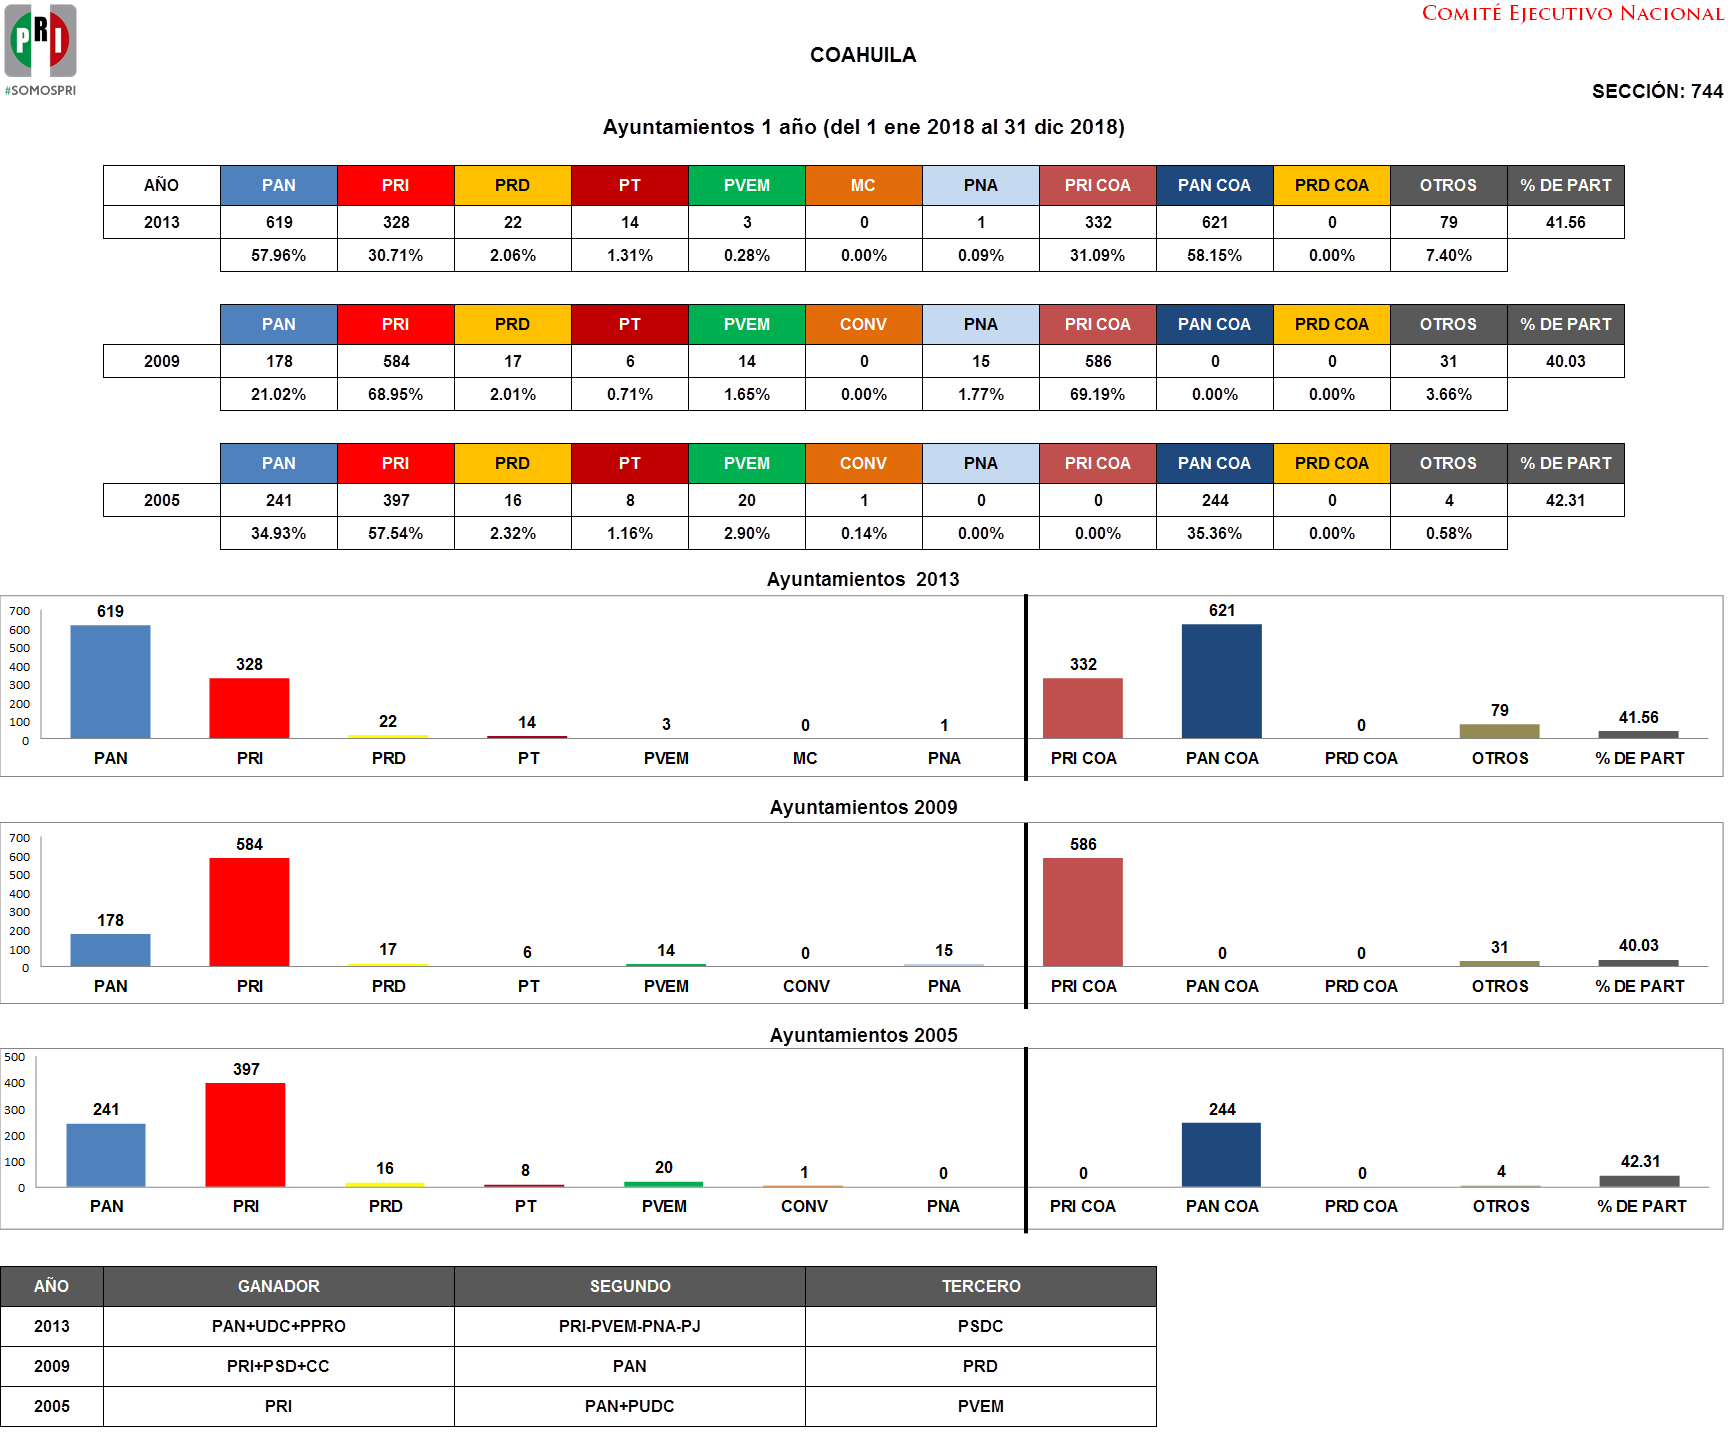 PRI
#SOMOSPRI
COMITÉ EJECUTIVO NACIONAL
COAHUILA
SECCIÓN: 744
Ayuntamientos 1 año (del 1 ene 2018 al 31 dic 2018)
AÑO PAN PRI PRD PT PVEM MC PNA PRI COA PAN COA PRD COA OTROS % DE PART
2013 619 328 22 14 3 0 1 332 621 0 79 41.56
57.96% 30.71% 2.06% 1.31% 0.28% 0.00% 0.09% 31.09% 58.15% 0.00% 7.40%
PAN PRI PRD PT PVEM CONV PNA PRI COA PAN COA PRD COA OTROS % DE PART
2009 178 584 17 6 14 0 15 586 0 0 31 40.03
21.02% 68.95% 2.01% 0.71% 1.65% 0.00% 1.77% 69.19% 0.00% 0.00% 3.66%
PAN PRI PRD PT PVEM CONV PNA PRI COA PAN COA PRD COA OTROS % DE PART
2005 241 397 16 8 20 1 0 0 244 0 4 42.31
34.93% 57.54% 2.32% 1.16% 2.90% 0.14% 0.00% 0.00% 35.36% 0.00% 0.58%
Ayuntamientos 2013
700
600
500
400
300
200
100
0
619 328 22 14 3 0 1 332 621 0 79 41.56
PAN PRI PRD PT PVEM MC PNA PRI COA PAN COA PRD COA OTROS % DE PART
Ayuntamientos 2009
700
600
500
400
300
200
100
0
178 584 17 6 14 0 15 586 0 0 31 40.03
PAN PRI PRD PT PVEM CONV PNA PRI COA PAN COA PRD COA OTROS % DE PART
Ayuntamientos 2005
500
400
300
200
100
0
241 397 16 8 20 1 0 0 244 0 4 42.31
PAN PRI PRD PT PVEM CONV PNA PRI COA PAN COA PRD COA OTROS % DE PART
AÑO GANADOR SEGUNDO TERCERO
2013 PAN+UDC+PPRO PRI-PVEM-PNA-PJ PSDC
2009 PRI+PSD+CC PAN PRD
2005 PRI PAN+PUDC PVEM